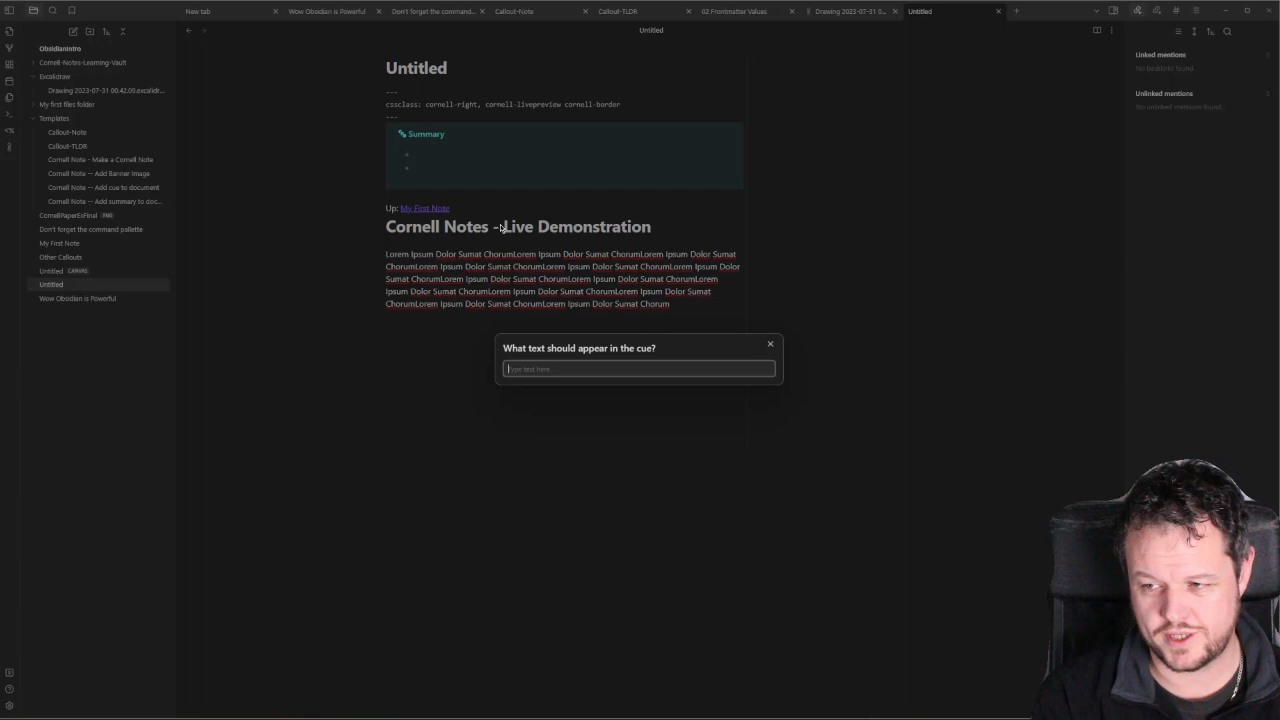 New tab
Wow Obsidian is Powerful
Don't forget the command...
Callout-Note
Callout-TLDR
02 Frontmatter Values
Drawing 2023-07-31 0...
Untitled
Untitled
ObsidianIntro
Cornell-Notes-Learning-Vault
Excalidraw
Drawing 2023-07-31 00.42.09.excalidr...
My first files folder
Templates
Callout-Note
Callout-TLDR
Cornell Note - Make a Cornell Note
Cornell Note -- Add Banner Image
Cornell Note -- Add cue to document
Cornell Note -- Add summary to doc...
CornellPaperExFinal PNG
Don't forget the command pallette
My First Note
Other Callouts
Untitled CANVAS
Untitled
Wow Obsidian is Powerful
Untitled
---
cssclass: cornell-right, cornell-livepreview cornell-border
---
Summary
Up: My First Note
Cornell Notes - Live Demonstration
Lorem Ipsum Dolor Sumat ChorumLorem Ipsum Dolor Sumat ChorumLorem Ipsum Dolor Sumat
ChorumLorem Ipsum Dolor Sumat ChorumLorem Ipsum Dolor Sumat ChorumLorem Ipsum Dolor
Sumat ChorumLorem Ipsum Dolor Sumat ChorumLorem Ipsum Dolor Sumat ChorumLorem
Ipsum Dolor Sumat ChorumLorem Ipsum Dolor Sumat ChorumLorem Ipsum Dolor Sumat
ChorumLorem Ipsum Dolor Sumat ChorumLorem Ipsum Dolor Sumat Chorum
What text should appear in the cue?
Type text here
Linked mentions
No backlinks found.
Unlinked mentions
No unlinked mentions found.